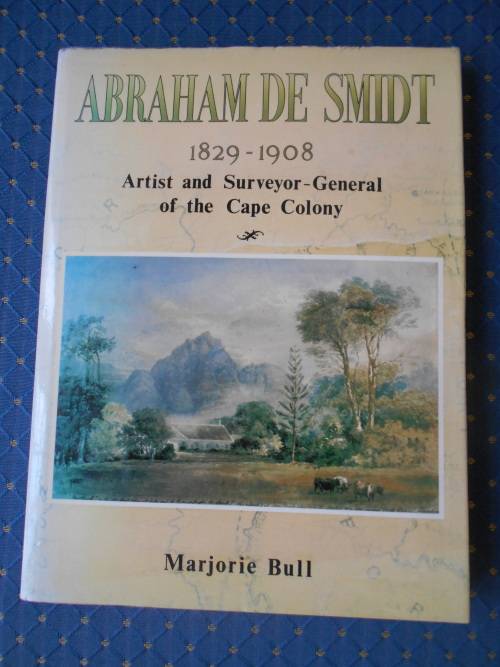 ABRAHAM DE SMIDT
1829-1908
Artist and Surveyor-General
of the Cape Colony
Marjorie Bull